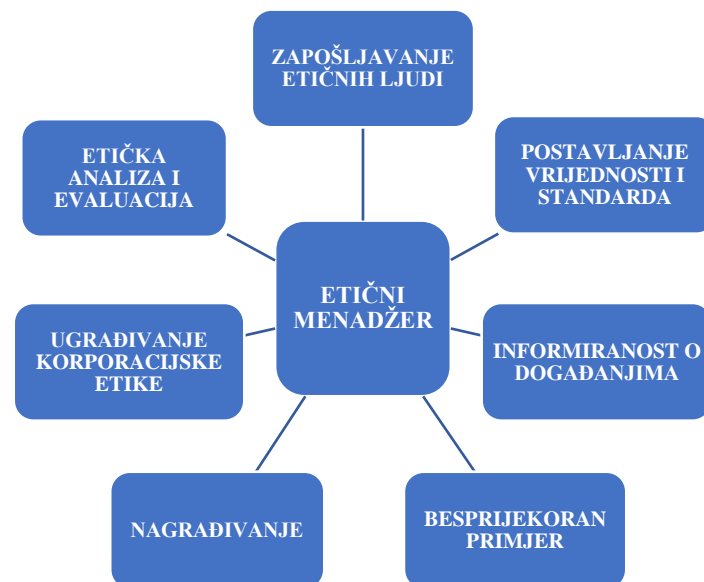 ZAPOŠLJAVANJE
ETIČNIH LJUDI
POSTAVLJANJE
VRIJEDNOSTI I
STANDARDA
INFORMIRANOST O
DOGAĐANJIMA
BESPRIJEKORAN
PRIMJER
NAGRAĐIVANJE
UGRAĐIVANJE
KORPORACIJSKE
ETIKE
ETIČKA
ANALIZA I
EVALUACIJA
ETIČNI
MENADŽER